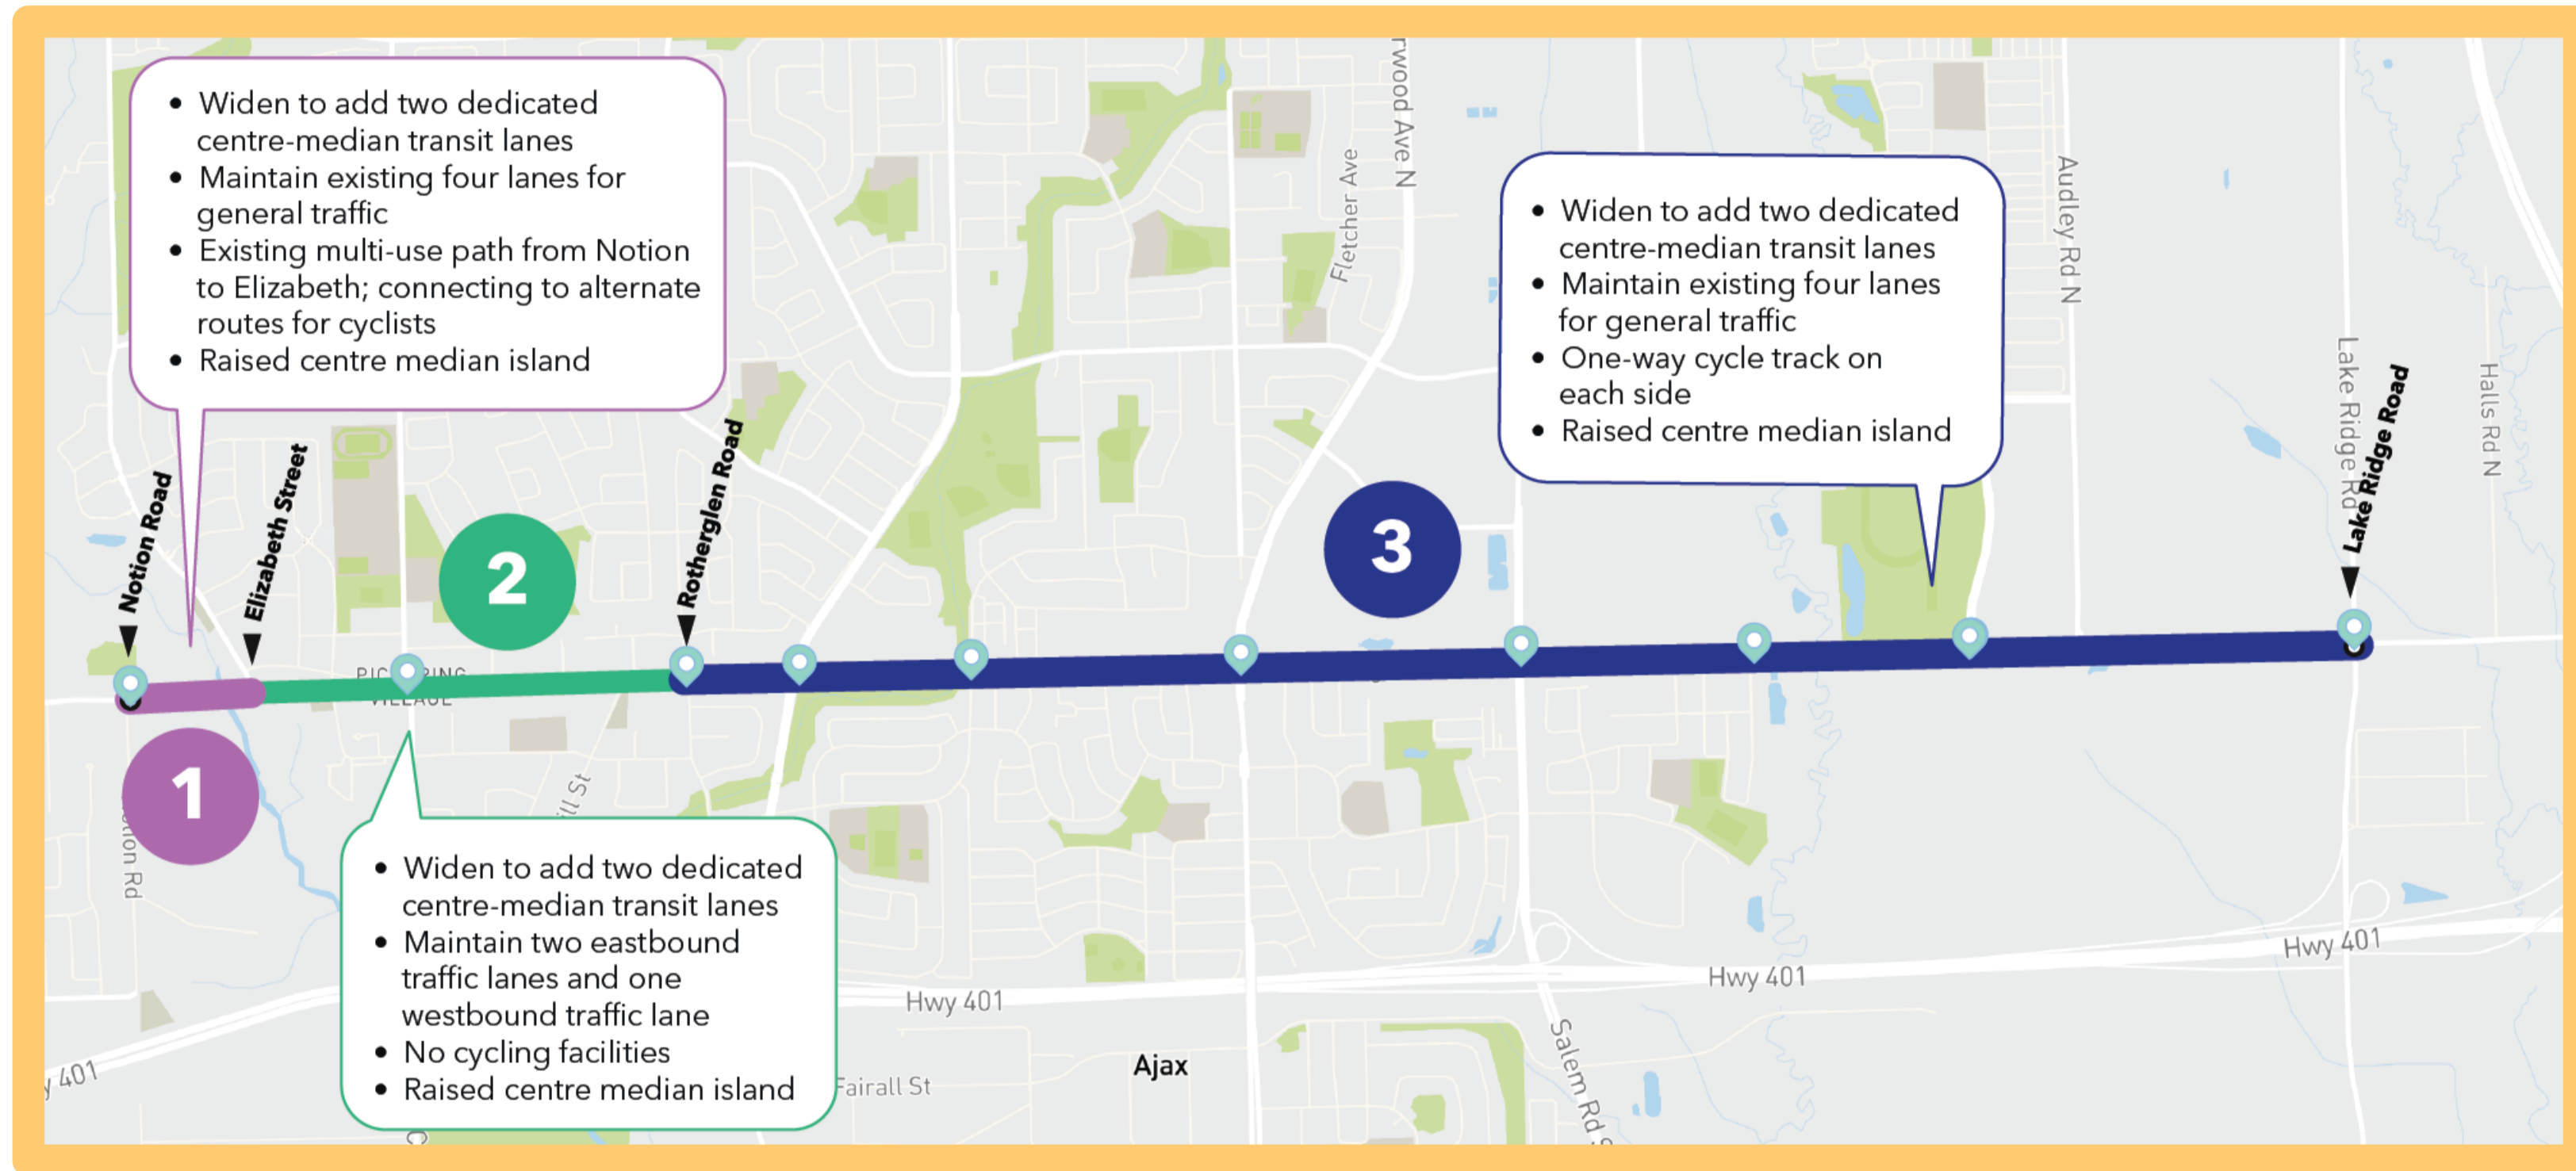 • Widen to add two dedicated
centre-median transit lanes
• Maintain existing four lanes for
general traffic
• Existing multi-use path from Notion
to Elizabeth; connecting to alternate
routes for cyclists
• Raised centre median island
rwood Ave N
Fletcher Ave
• Widen to add two dedicated
centre-median transit lanes
• Maintain existing four lanes
for general traffic
• One-way cycle track on
each side
• Raised centre median island
Audley Rd N
Lake Ridge Rd
Lake Ridge Road
Halls Rd N
Notion Road
Elizabeth Street
2
Rotherglen Road
3
1
• Widen to add two dedicated
centre-median transit lanes
• Maintain two eastbound
traffic lanes and one
westbound traffic lane
• No cycling facilities
• Raised centre median island
ill St
Rd
Hwy 401
Hwy 401
Hwy 401
y 401
Fairall St
Ajax
Salem Rd S